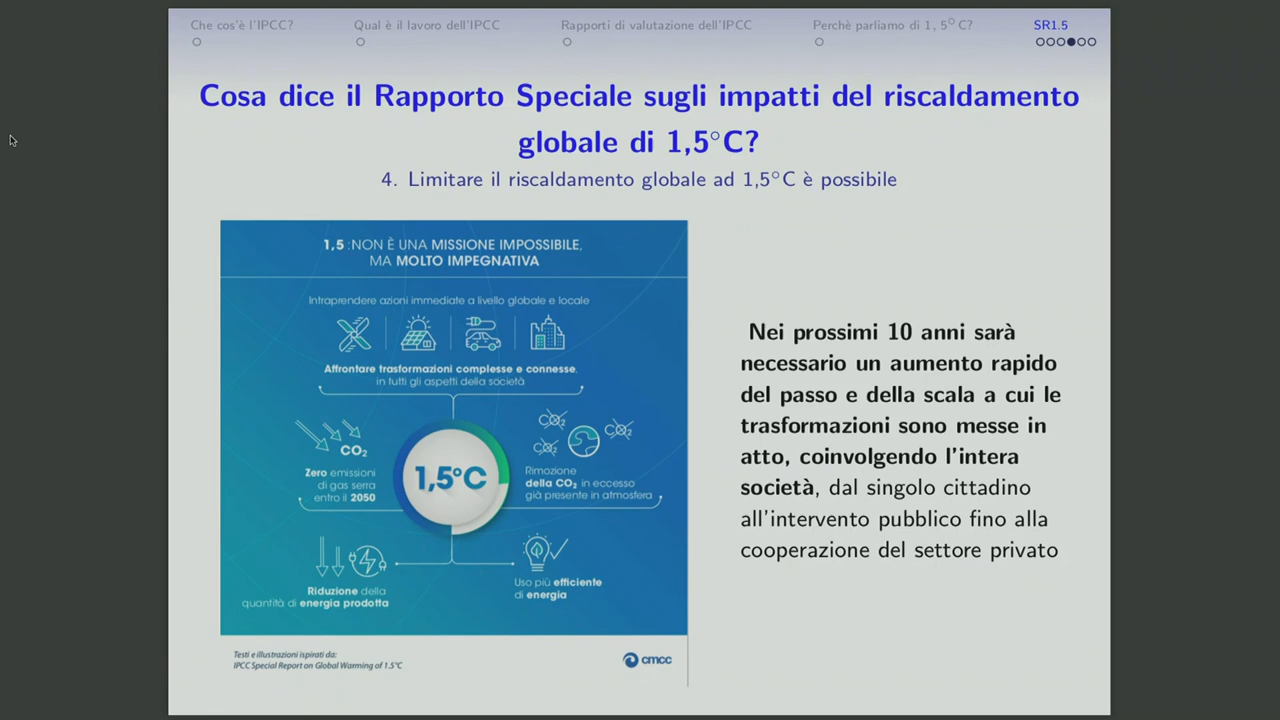 Che cos'è l'IPCC?
Qual è il lavoro dell'IPCC
Rapporti di valutazione dell'IPCC
Perchè parliamo di 1, 5°C?
SR1.5
Cosa dice il Rapporto Speciale sugli impatti del riscaldamento
globale di 1,5°C?
4. Limitare il riscaldamento globale ad 1,5°C è possibile
1,5 :NON È UNA MISSIONE IMPOSSIBILE,
MA MOLTO IMPEGNATIVA
Intraprendere azioni immediate a livello globale e locale
Affrontare trasformazioni complesse e connesse,
in tutti gli aspetti della società
CO₂
Zero emissioni
di gas serra
entro il 2050
1,5°C
CO₂
CO₂
CO₂
Rimozione
della CO₂ in eccesso
già presente in atmosfera
Riduzione della
quantità di energia prodotta
Uso più efficiente
di energia
Testi e illustrazioni ispirati da:
IPCC Special Report on Global Warming of 1.5°C
cmcc
Nei prossimi 10 anni sarà
necessario un aumento rapido
del passo e della scala a cui le
trasformazioni sono messe in
atto, coinvolgendo l'intera
società, dal singolo cittadino
all'intervento pubblico fino alla
cooperazione del settore privato